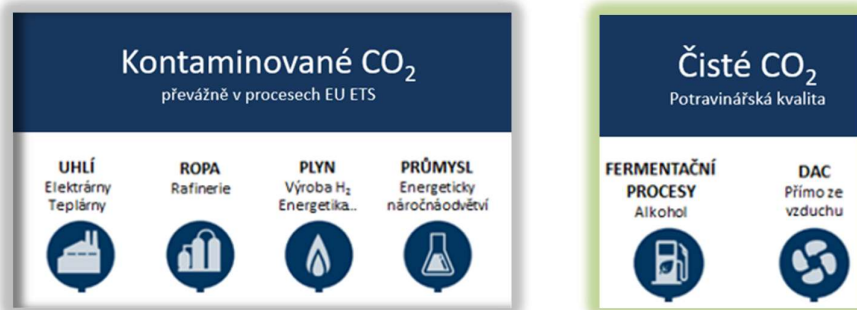 Kontaminované CO₂
převážně v procesech EU ETS
UHLÍ
Elektrárny
Teplárny
ROPA
Rafinerie
PLYN
Výroba H₂
Energetika...
PRŮMYSL
Energeticky
náročnáodvětví
Čisté CO₂
Potravinářská kvalita
FERMENTAČNÍ
PROCESY
Alkohol
DAC
Přímo ze
vzduchu